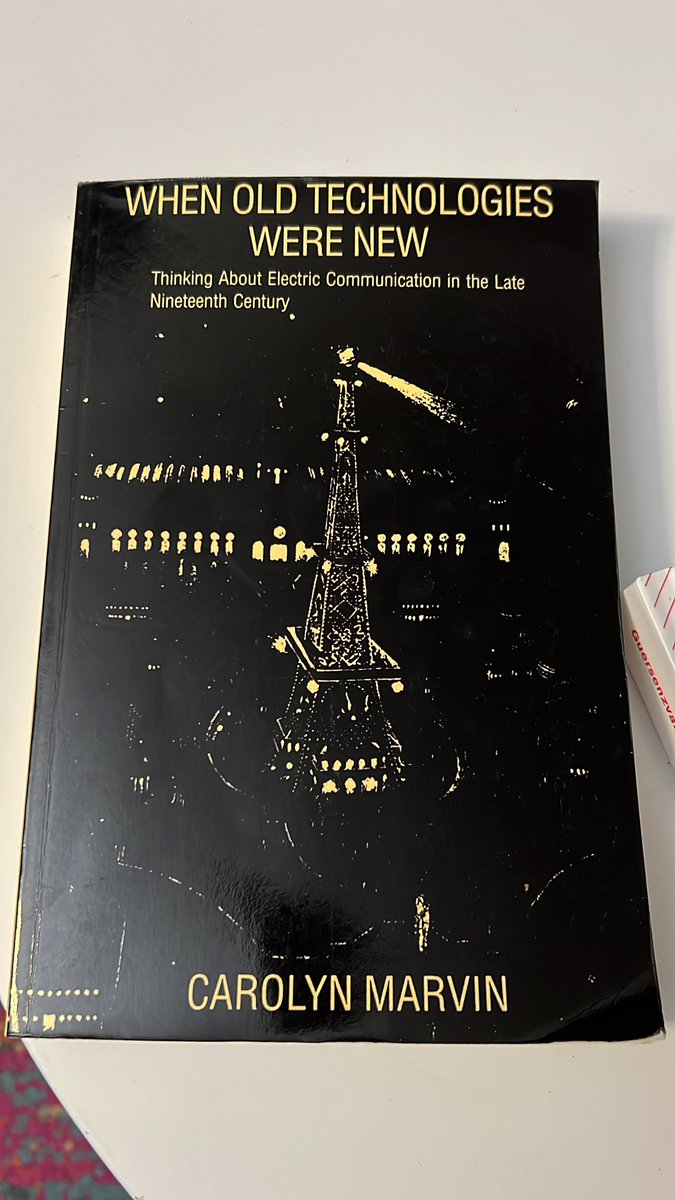 WHEN OLD TECHNOLOGIES
WERE NEW
Thinking About Electric Communication in the Late
Nineteenth Century
CAROLYN MARVIN